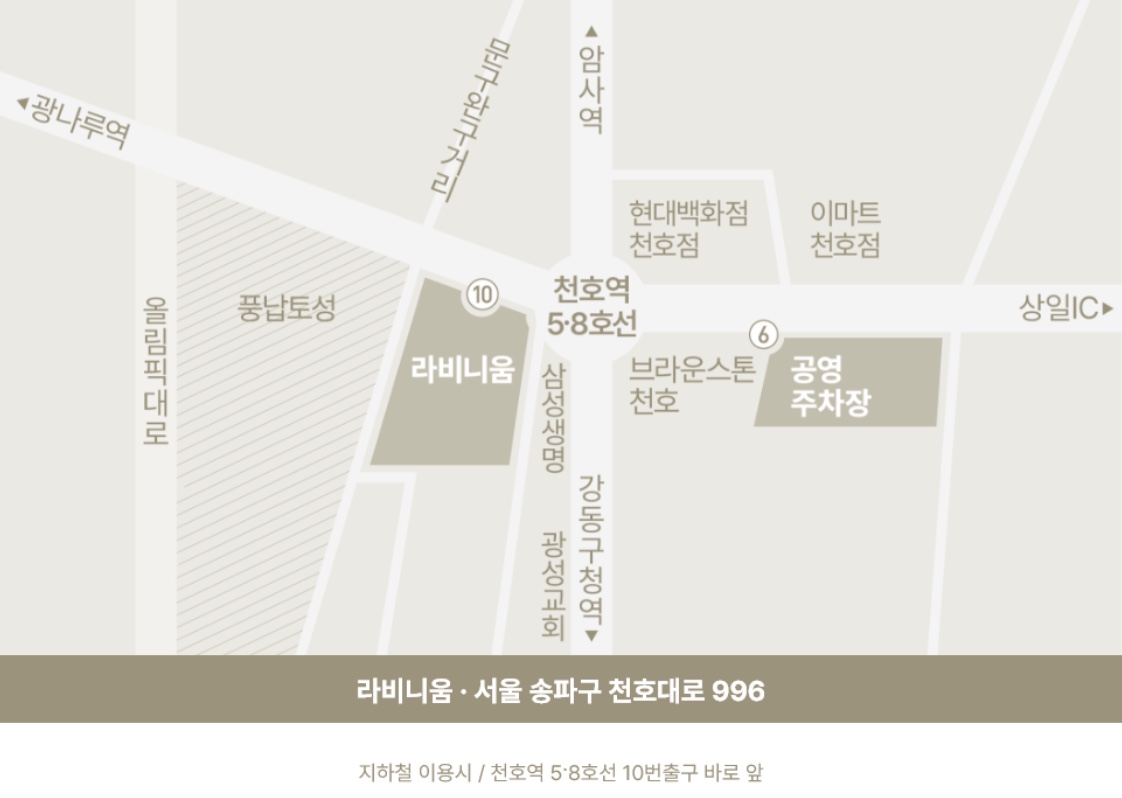 ◀광나루역
문구완구거리
▲암사역
현대백화점
천호점
이마트
천호점
올림픽대로
풍납토성
10
천호역
5·8호선
상일IC▶
라비니움
삼성생명
브라운스톤
천호
6
공영
주차장
강동구청역▼
광성교회
라비니움 · 서울 송파구 천호대로 996
지하철 이용시 / 천호역 5·8호선 10번출구 바로 앞